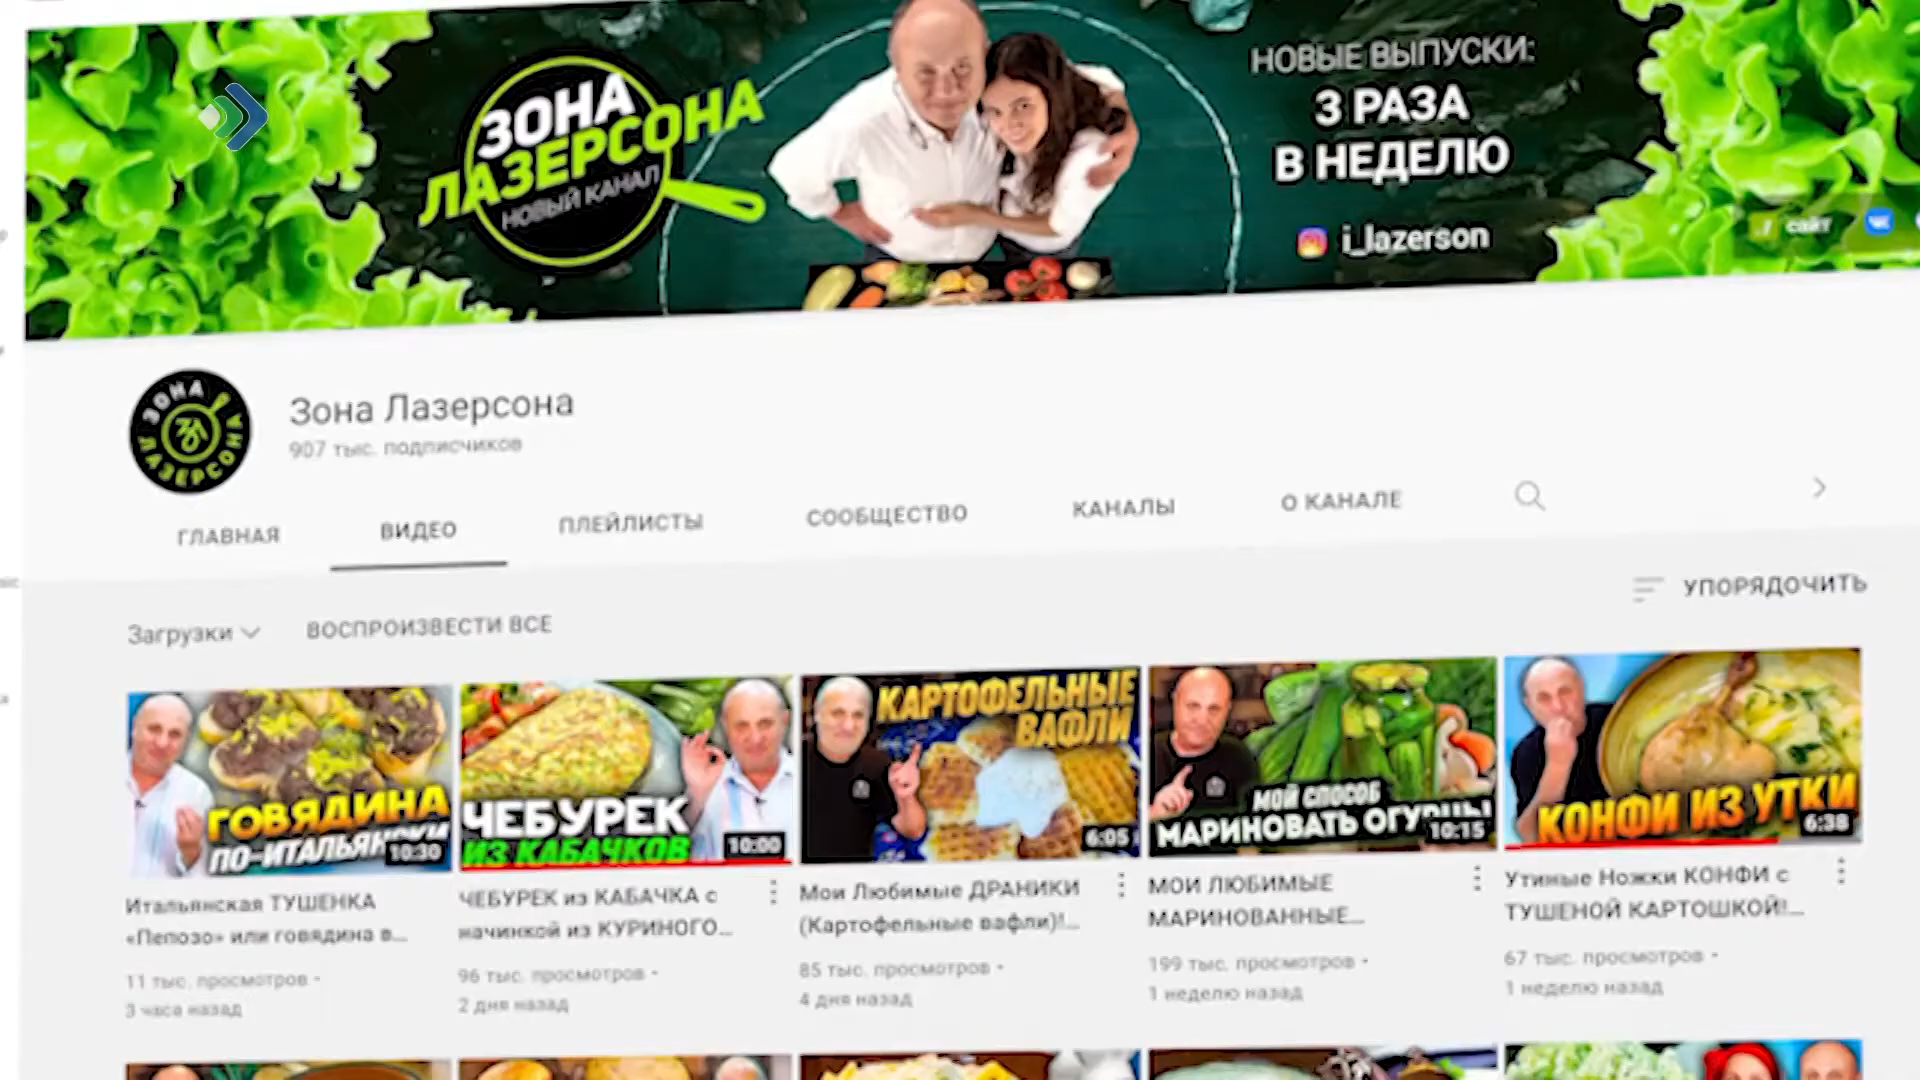 ЗОНА
ЛАЗЕРСОНА
НОВЫЙ КАНАЛ
НОВЫЕ ВЫПУСКИ:
3 РАЗА
В НЕДЕЛЮ
i_lazerson
сайт
ЗОНА
ЛАЗЕРСОНА
Зона Лазерсона
907 тыс. подписчиков
ГЛАВНАЯ
ВИДЕО
ПЛЕЙЛИСТЫ
СООБЩЕСТВО
КАНАЛЫ
О КАНАЛЕ
Загрузки
ВОСПРОИЗВЕСТИ ВСЕ
УПОРЯДОЧИТЬ
ГОВЯДИНА
ПО-ИТАЛЬЯНСКИ
10:30
ЧЕБУРЕК
ИЗ КАБАЧКОВ
10:00
КАРТОФЕЛЬНЫЕ
ВАФЛИ
6:05
МОЙ СПОСОБ
МАРИНОВАТЬ ОГУРЦЫ
10:15
КОНФИ ИЗ УТКИ
6:38
Итальянская ТУШЕНКА
«Пепозо» или говядина в...
11 тыс. просмотров •
3 часа назад
ЧЕБУРЕК из КАБАЧКА с
начинкой из КУРИНОГО...
96 тыс. просмотров •
2 дня назад
Мои Любимые ДРАНИКИ
(Картофельные вафли)!...
85 тыс. просмотров •
4 дня назад
МОИ ЛЮБИМЫЕ
МАРИНОВАННЫЕ...
199 тыс. просмотров •
1 неделю назад
Утиные Ножки КОНФИ с
ТУШЕНОЙ КАРТОШКОЙ!...
67 тыс. просмотров •
1 неделю назад